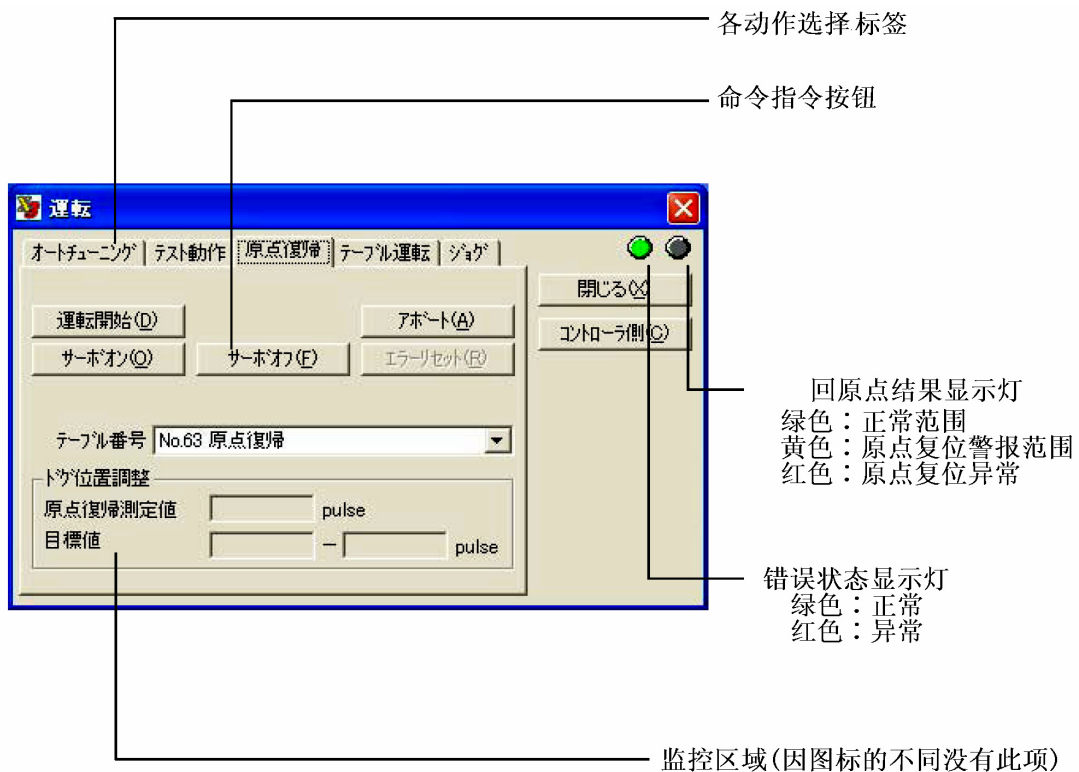 各动作选择标签
命令指令按钮
運転
オートチューニング テスト動作 原点復帰 テーブル運転 ジョグ
閉じる(X)
運転開始(D) アボート(A)
コントローラ側(C)
サーボオン(O) サーボオフ(F) エラーリセット(R)
テーブル番号 No.63 原点復帰
ドグ位置調整
原点復帰測定値 pulse
目標値 － pulse
回原点结果显示灯
绿色：正常范围
黄色：原点复位警报范围
红色：原点复位异常
错误状态显示灯
绿色：正常
红色：异常
监控区域(因图标的不同没有此项)